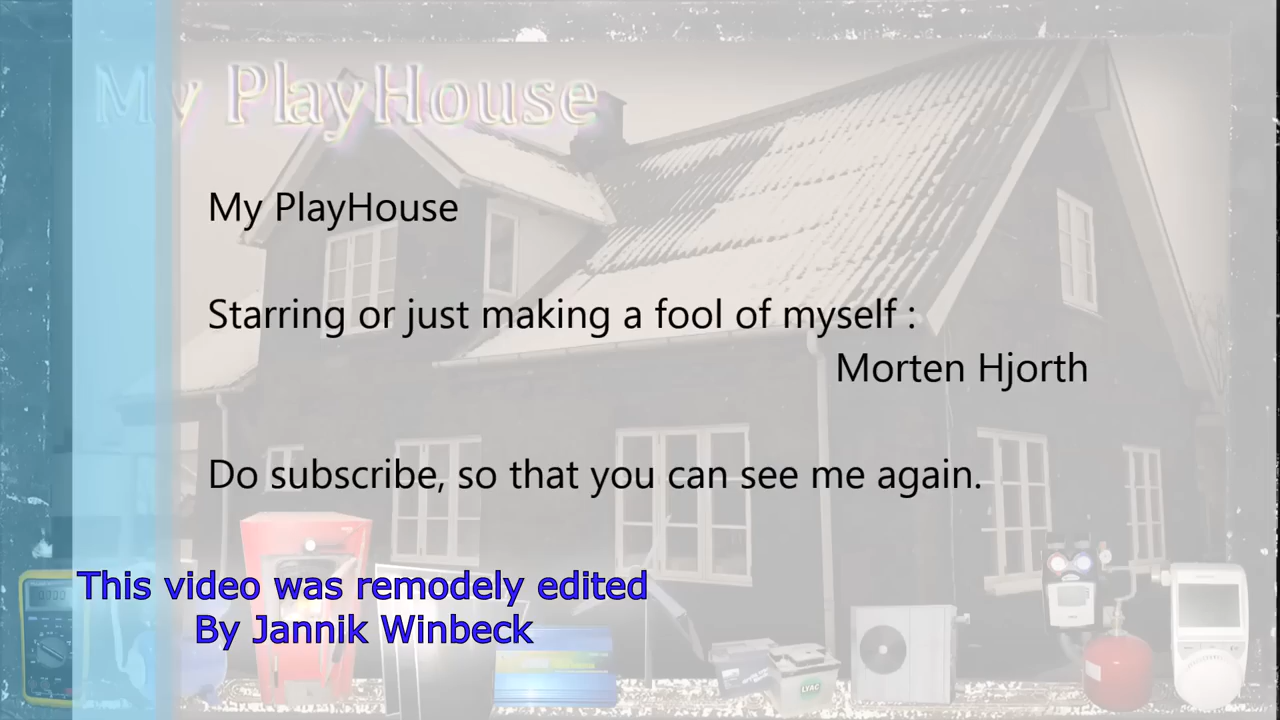 My PlayHouse
My PlayHouse
Starring or just making a fool of myself :
Morten Hjorth
Do subscribe, so that you can see me again.
This video was remodely edited
By Jannik Winbeck
LYAC